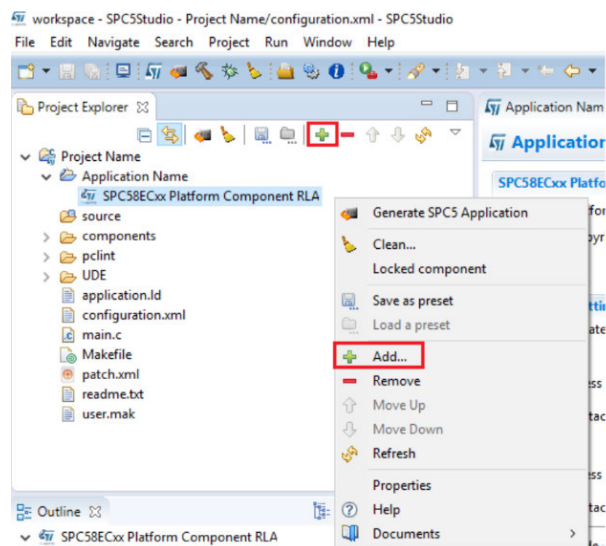 workspace - SPC5Studio - Project Name/configuration.xml - SPC5Studio
File Edit Navigate Search Project Run Window Help
Project Explorer
Application Nam
Application
Project Name
Application Name
SPC58ECxx Platfo
SPC58ECxx Platform Component RLA
source
components
pclint
UDE
application.ld
configuration.xml
main.c
Makefile
patch.xml
readme.txt
user.mak
Generate SPC5 Application
Clean...
Locked component
Save as preset
Load a preset
Add...
Remove
Move Up
Move Down
Refresh
Properties
Help
Documents
Outline
SPC58ECxx Platform Component RLA